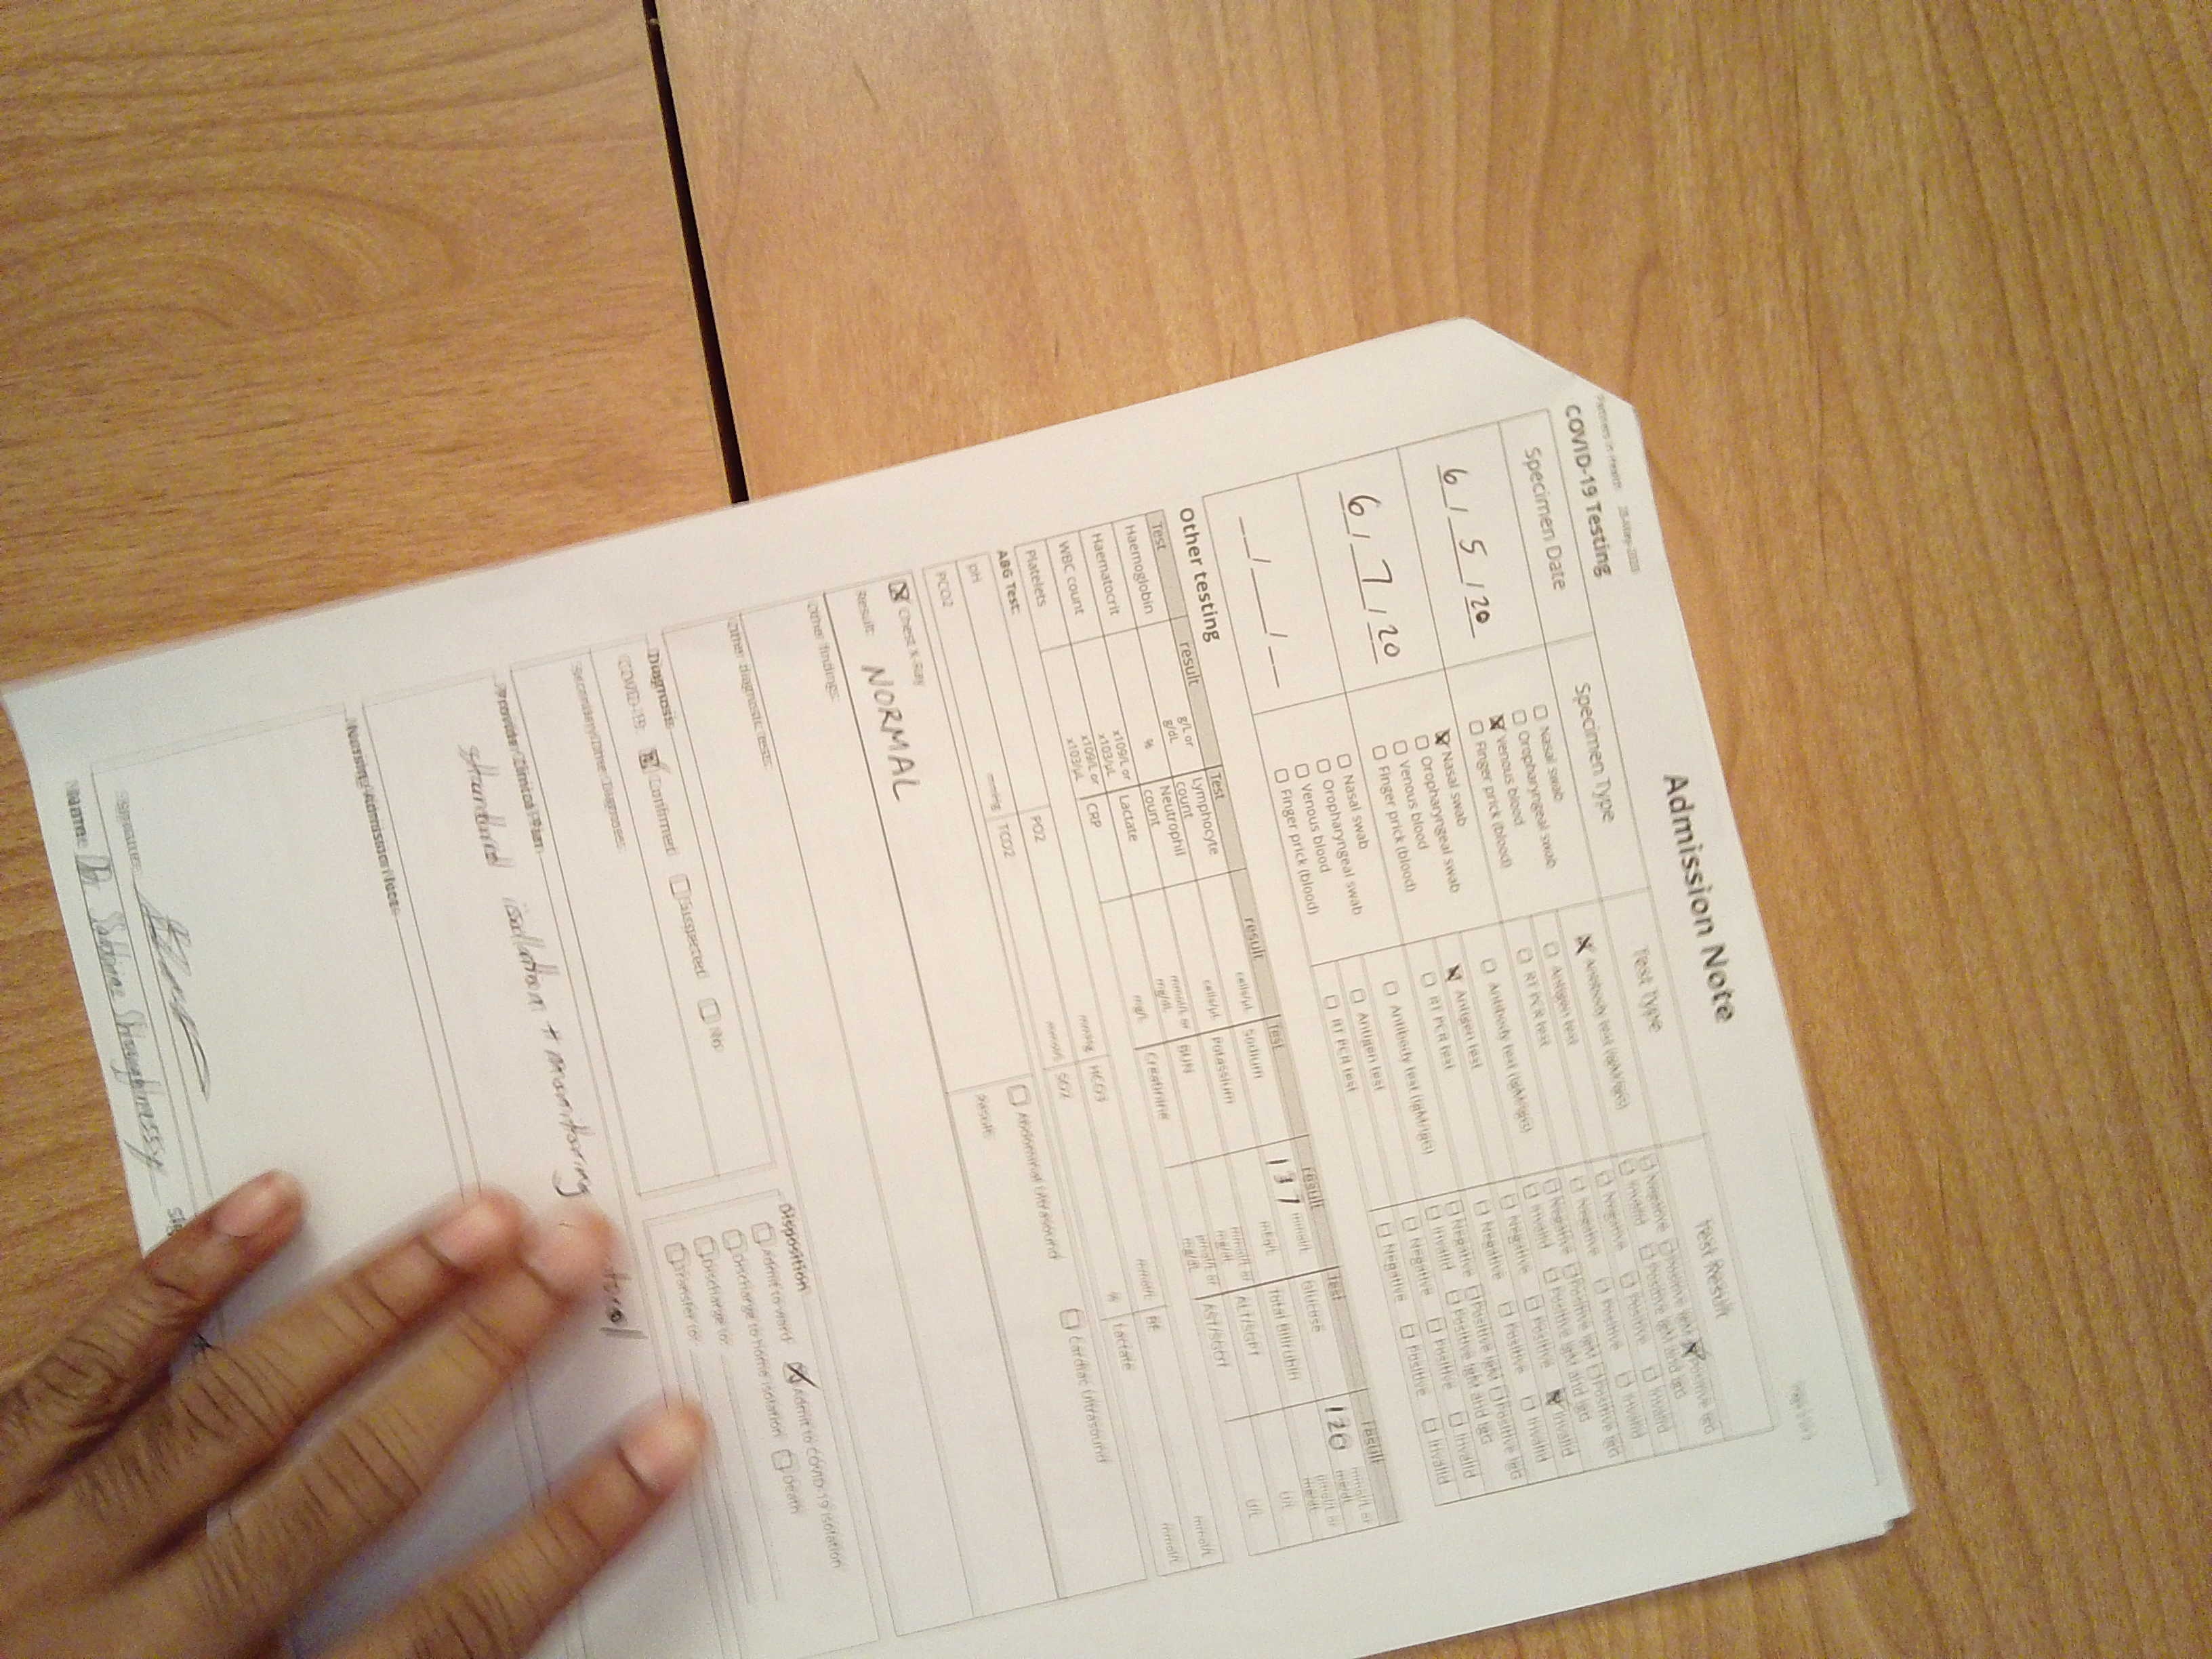 Partners In Health
Admission Note
COVID-19 Testing
Specimen Date Specimen Type Test Type Test Result
6 / 5 / 20
☐ Nasal swab
☐ Oropharyngeal swab
☒ Venous blood
☐ Finger prick (blood)
☒ Antibody test (IgM/IgG)
☐ Antigen test
☐ RT PCR test
☐ Negative ☐ Positive IgM ☒ Positive IgG
☐ Invalid ☐ Positive IgM and IgG
☐ Negative ☐ Positive ☐ Invalid
☐ Negative ☐ Positive ☐ Invalid
6 / 7 / 20
☒ Nasal swab
☐ Oropharyngeal swab
☐ Venous blood
☐ Finger prick (blood)
☐ Antibody test (IgM/IgG)
☒ Antigen test
☐ RT PCR test
☐ Negative ☐ Positive IgM ☐ Positive IgG
☐ Invalid ☐ Positive IgM and IgG
☐ Negative ☐ Positive ☒ Invalid
☐ Negative ☐ Positive ☐ Invalid
__ / __ / __
☐ Nasal swab
☐ Oropharyngeal swab
☐ Venous blood
☐ Finger prick (blood)
☐ Antibody test (IgM/IgG)
☐ Antigen test
☐ RT PCR test
☐ Negative ☐ Positive IgM ☐ Positive IgG
☐ Invalid ☐ Positive IgM and IgG
☐ Negative ☐ Positive ☐ Invalid
☐ Negative ☐ Positive ☐ Invalid
Other testing
Test result Test result Test result Test result
Haemoglobin g/L or g/dL Lymphocyte count cells/µL Sodium 137 mmol/L Glucose 120 mmol/L or mg/dL
Haematocrit % Neutrophil count cells/µL Potassium mEq/L Total Bilirubin µmol/L or mg/dL
WBC count x109/L or x103/µL Lactate mmol/L or mg/dL BUN mmol/L or mg/dL ALT/SGPT U/L
Platelets x109/L or x103/µL CRP mg/L Creatinine µmol/L or mg/dL AST/SGOT U/L
ABG Test:
pH PO2 mmHg HCO3 mmol/L BE mmol/L
PCO2 mmHg TCO2 mmol/L SO2 % Lactate mmol/L
☒ Chest X-Ray ☐ Abdominal Ultrasound ☐ Cardiac Ultrasound
Result: NORMAL Result:
Other findings:
Other diagnostic tests:
Diagnosis
COVID-19: ☒ Confirmed ☐ Suspected ☐ No
Secondary/Other Diagnoses:
Disposition
☐ Admit to ward ☒ Admit to COVID-19 isolation
☐ Discharge to home isolation ☐ Death
☐ Discharge to:
☐ Transfer to:
Provider Clinical Plan
standard isolation + monitoring
Nursing Admission Note
Signature:
Name: Dr. Sabine Shaughnessy